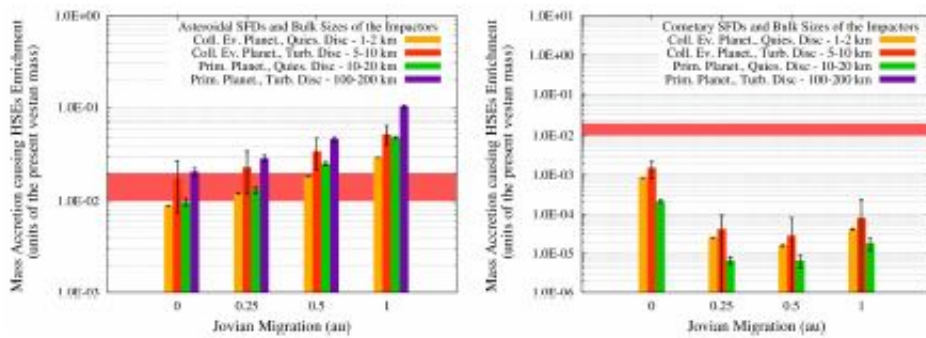 Asteroidal SFDs and Bulk Sizes of the Impactors
Coll. Ev. Planet., Quies. Disc - 1-2 km
Coll. Ev. Planet., Turb. Disc - 5-10 km
Prim. Planet., Quies. Disc - 10-20 km
Prim. Planet., Turb. Disc - 100-200 km
Mass Accretion causing HSEs Enrichment
(units of the present vestan mass)
1.0E+00
1.0E-01
1.0E-02
1.0E-03
0 0.25 0.5 1
Jovian Migration (au)
Cometary SFDs and Bulk Sizes of the Impactors
Coll. Ev. Planet., Quies. Disc - 1-2 km
Coll. Ev. Planet., Turb. Disc - 5-10 km
Prim. Planet., Quies. Disc - 10-20 km
Prim. Planet., Turb. Disc - 100-200 km
Mass Accretion causing HSEs Enrichment
(units of the present vestan mass)
1.0E+01
1.0E+00
1.0E-01
1.0E-02
1.0E-03
1.0E-04
1.0E-05
1.0E-06
0 0.25 0.5 1
Jovian Migration (au)